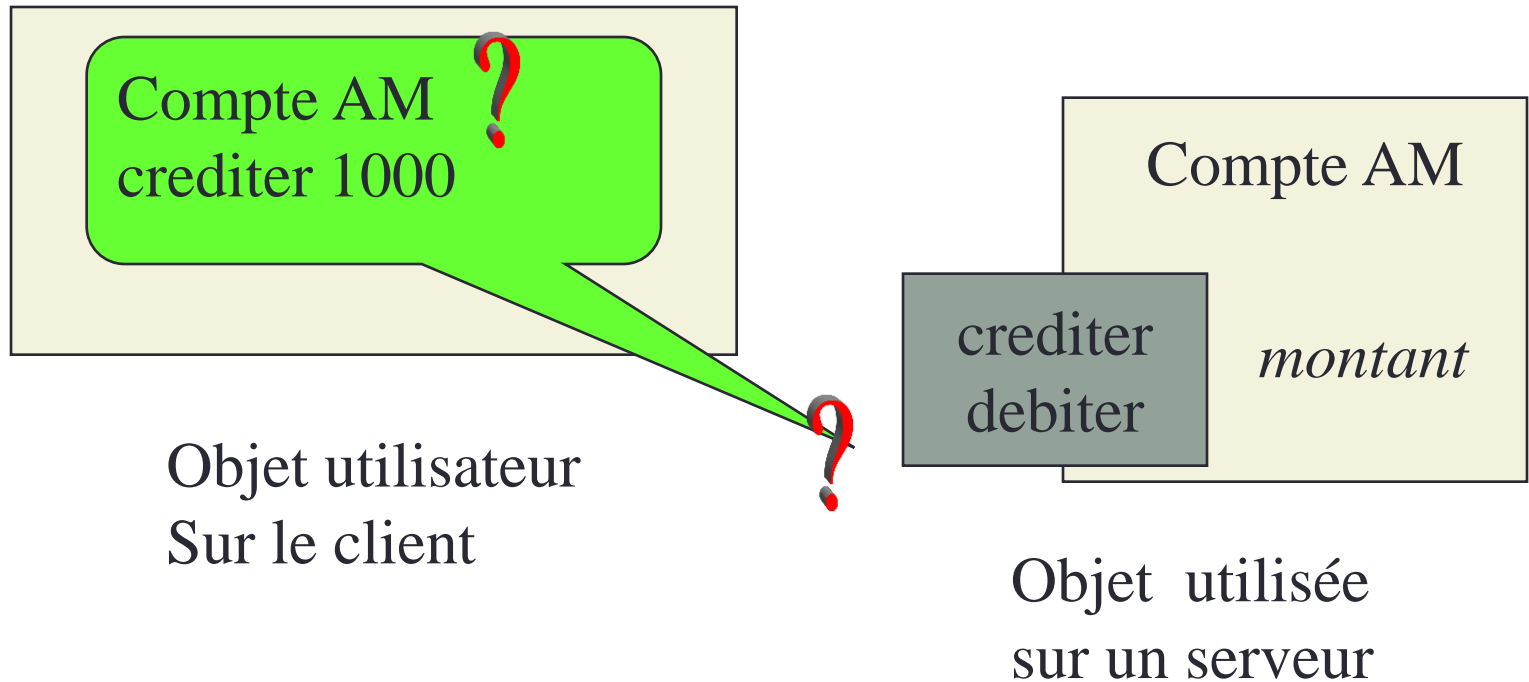 Compte AM ?
crediter 1000
Objet utilisateur
Sur le client
?
Compte AM
crediter
debiter
montant
Objet utilisée
sur un serveur